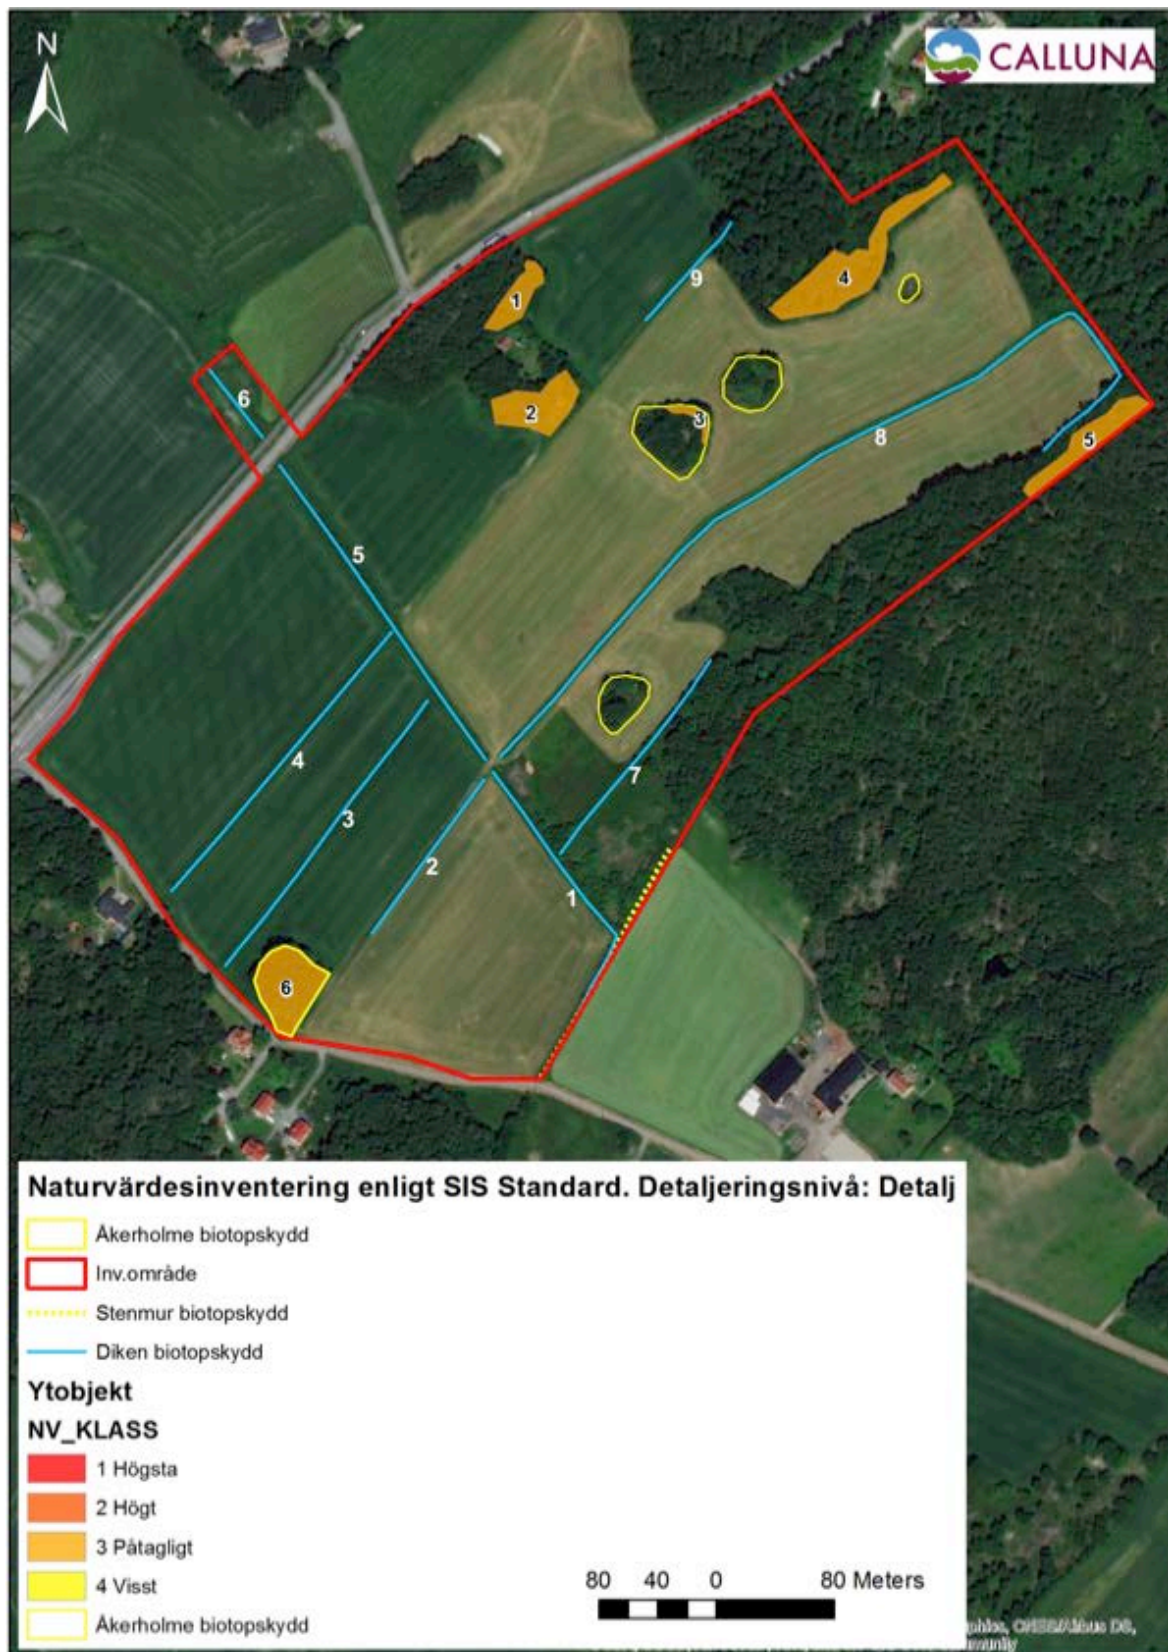 N
CALLUNA
9
4
1
6
2
3
8
5
5
4
7
3
2
1
6
Naturvärdesinventering enligt SIS Standard. Detaljeringsnivå: Detalj
Åkerholme biotopskydd
Inv.område
Stenmur biotopskydd
Diken biotopskydd
Ytobjekt
NV_KLASS
1 Högsta
2 Högt
3 Påtagligt
4 Visst
Åkerholme biotopskydd
80 40 0 80 Meters